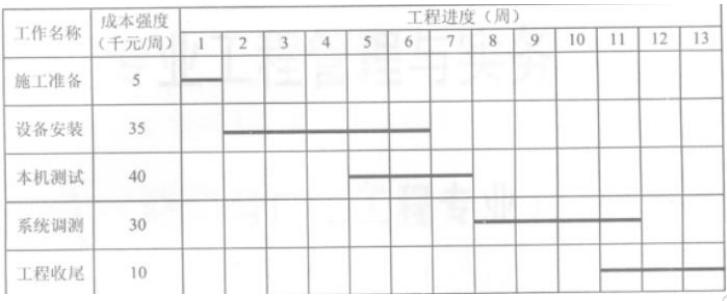 工作名称 成本强度 工程进度（周）
（千元/周） 1 2 3 4 5 6 7 8 9 10 11 12 13
施工准备 5
设备安装 35
本机测试 40
系统调测 30
工程收尾 10